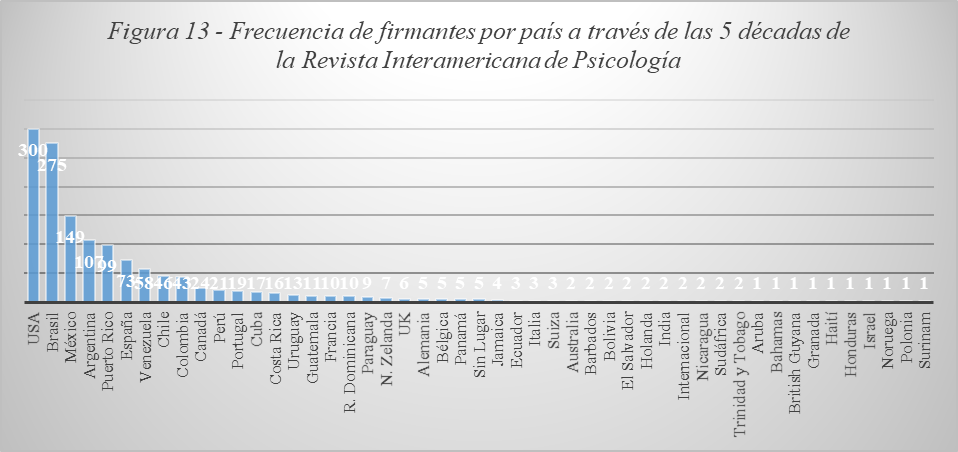 Figura 13 - Frecuencia de firmantes por país a través de las 5 décadas de
la Revista Interamericana de Psicología
300
275
149
107
99
73
58
46
43
24
21
19
17
16
13
11
10
10
9
7
6
5
5
5
5
4
3
3
3
2
2
2
2
2
2
2
2
2
2
1
1
1
1
1
1
1
1
1
1
USA
Brasil
México
Argentina
Puerto Rico
España
Venezuela
Chile
Colombia
Canadá
Perú
Portugal
Cuba
Costa Rica
Uruguay
Guatemala
Francia
R. Dominicana
Paraguay
N. Zelanda
UK
Alemania
Bélgica
Panamá
Sin Lugar
Jamaica
Ecuador
Italia
Suiza
Australia
Barbados
Bolivia
El Salvador
Holanda
India
Internacional
Nicaragua
Sudáfrica
Trinidad y Tobago
Aruba
Bahamas
British Guyana
Granada
Haití
Honduras
Israel
Noruega
Polonia
Surinam